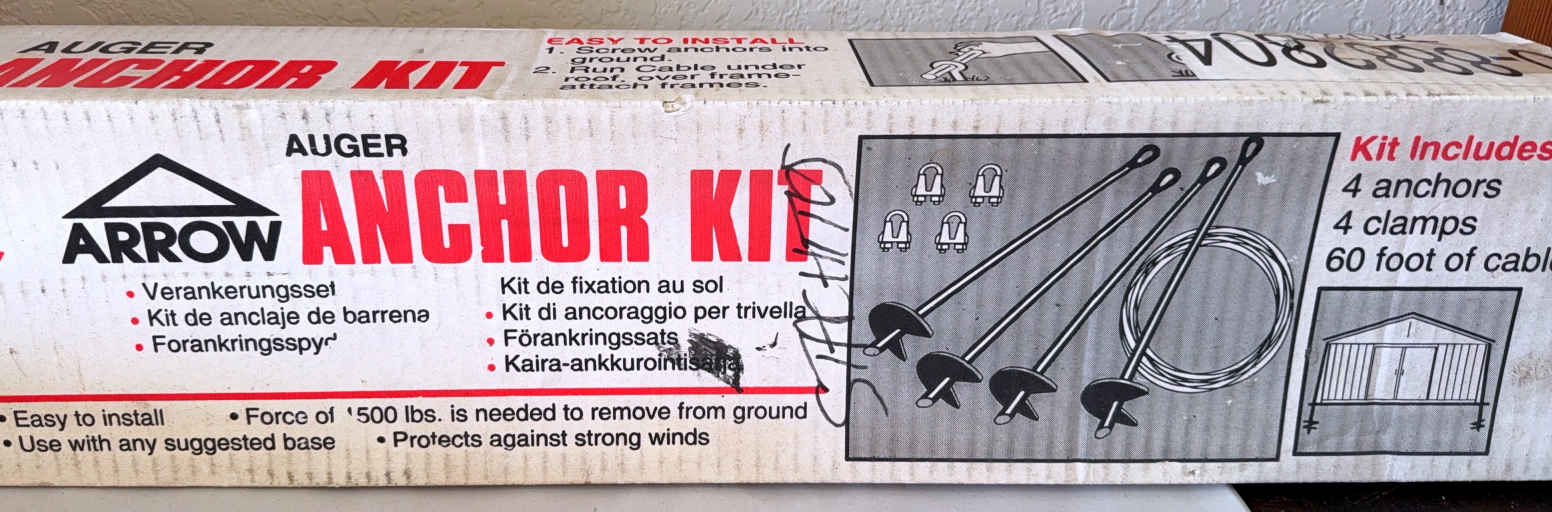 AUGER
ANCHOR KIT
EASY TO INSTALL
1. Screw anchors into
ground.
2. Run Cable under
roof, over frame-
attach frames.
AUGER
ARROW
ANCHOR KIT
• Verankerungsset
• Kit de anclaje de barrena
• Forankringsspyd
Kit de fixation au sol
• Kit di ancoraggio per trivella
• Förankringssats
• Kaira-ankkurointisarja
• Easy to install
• Force of 1500 lbs. is needed to remove from ground
• Use with any suggested base
• Protects against strong winds
Kit Includes
4 anchors
4 clamps
60 foot of cable